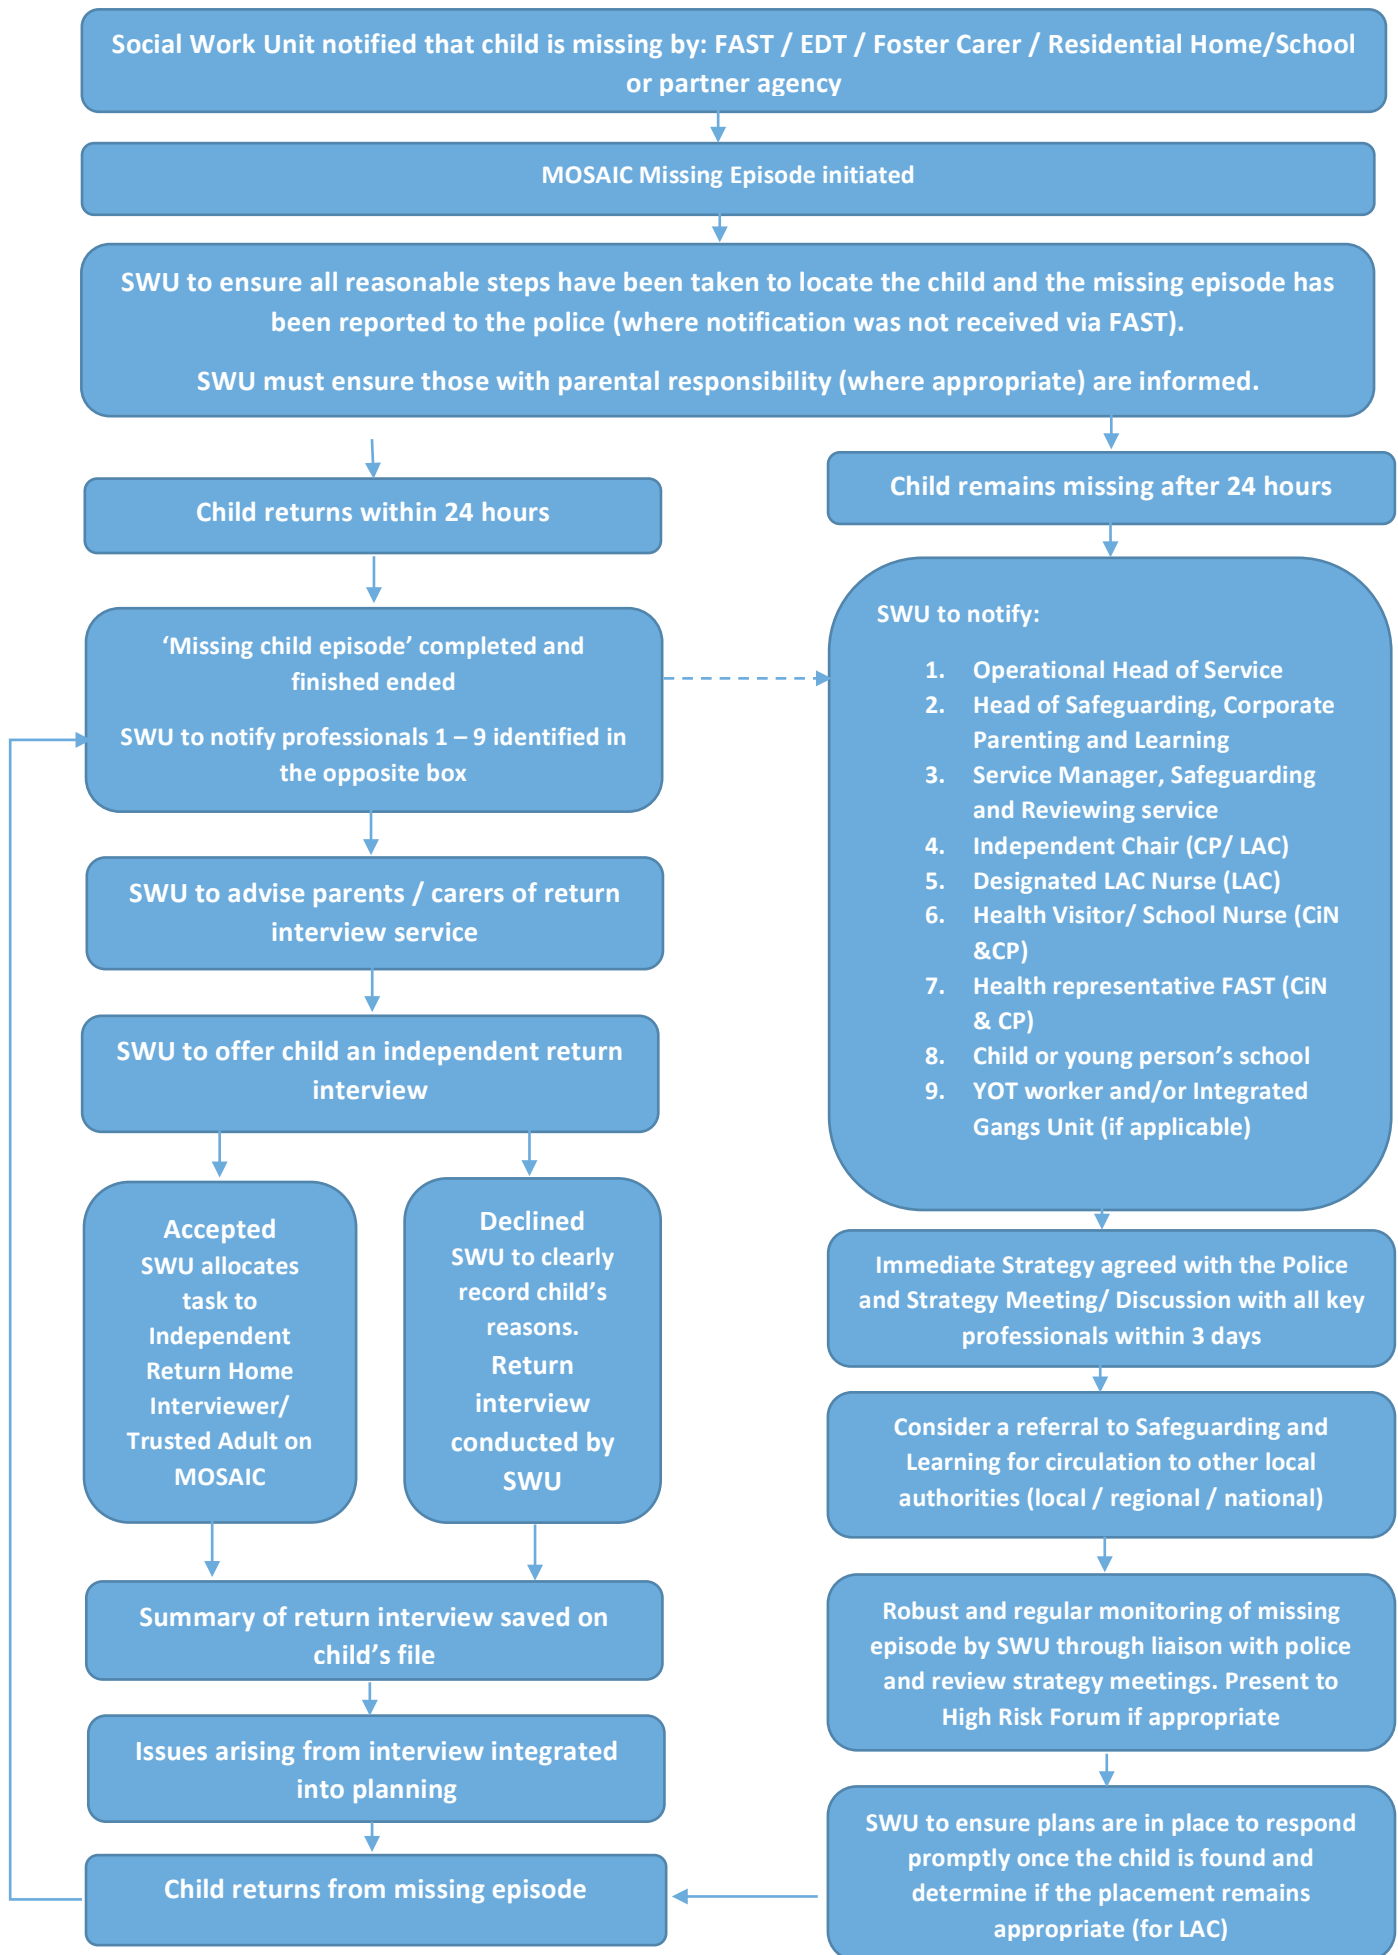 Social Work Unit notified that child is missing by: FAST / EDT / Foster Carer / Residential Home/School
or partner agency
MOSAIC Missing Episode initiated
SWU to ensure all reasonable steps have been taken to locate the child and the missing episode has
been reported to the police (where notification was not received via FAST).
SWU must ensure those with parental responsibility (where appropriate) are informed.
Child returns within 24 hours
‘Missing child episode’ completed and
finished ended
SWU to notify professionals 1 – 9 identified in
the opposite box
SWU to advise parents / carers of return
interview service
SWU to offer child an independent return
interview
Accepted
SWU allocates
task to
Independent
Return Home
Interviewer/
Trusted Adult on
MOSAIC
Declined
SWU to clearly
record child’s
reasons.
Return
interview
conducted by
SWU
Summary of return interview saved on
child’s file
Issues arising from interview integrated
into planning
Child returns from missing episode
Child remains missing after 24 hours
SWU to notify:
1. Operational Head of Service
2. Head of Safeguarding, Corporate
Parenting and Learning
3. Service Manager, Safeguarding
and Reviewing service
4. Independent Chair (CP/ LAC)
5. Designated LAC Nurse (LAC)
6. Health Visitor/ School Nurse (CiN
&CP)
7. Health representative FAST (CiN
& CP)
8. Child or young person’s school
9. YOT worker and/or Integrated
Gangs Unit (if applicable)
Immediate Strategy agreed with the Police
and Strategy Meeting/ Discussion with all key
professionals within 3 days
Consider a referral to Safeguarding and
Learning for circulation to other local
authorities (local / regional / national)
Robust and regular monitoring of missing
episode by SWU through liaison with police
and review strategy meetings. Present to
High Risk Forum if appropriate
SWU to ensure plans are in place to respond
promptly once the child is found and
determine if the placement remains
appropriate (for LAC)